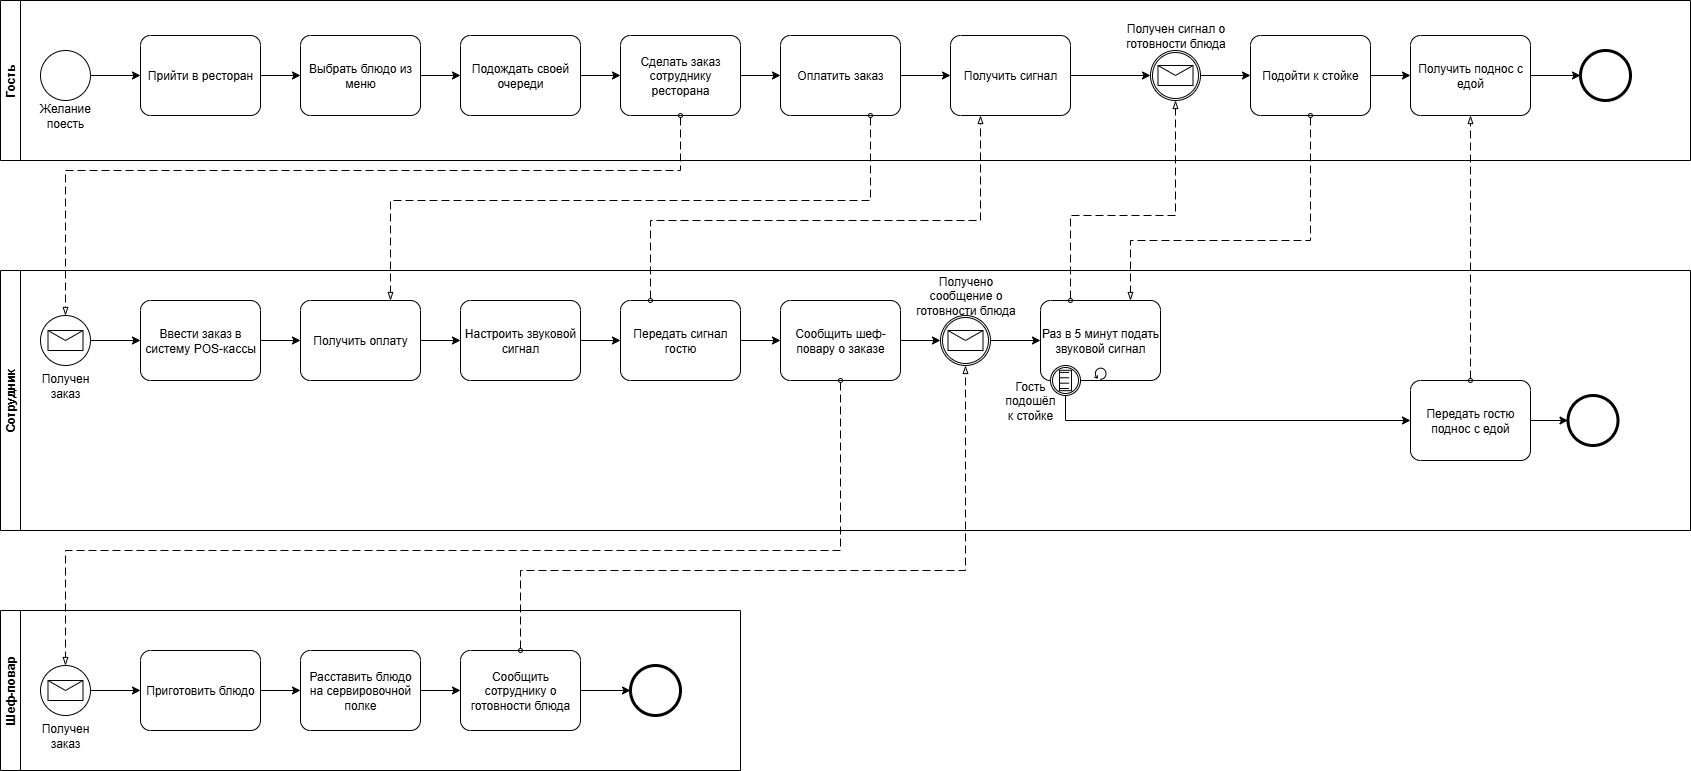 Гость
Желание
поесть
Прийти в ресторан
Выбрать блюдо из
меню
Подождать своей
очереди
Сделать заказ
сотруднику
ресторана
Оплатить заказ
Получить сигнал
Получен сигнал о
готовности блюда
Подойти к стойке
Получить поднос с
едой
Сотрудник
Получен
заказ
Ввести заказ в
систему POS-кассы
Получить оплату
Настроить звуковой
сигнал
Передать сигнал
гостю
Сообщить шеф-
повару о заказе
Получено
сообщение о
готовности блюда
Раз в 5 минут подать
звуковой сигнал
Гость
подошёл
к стойке
Передать гостю
поднос с едой
Шеф-повар
Получен
заказ
Приготовить блюдо
Расставить блюдо
на сервировочной
полке
Сообщить
сотруднику о
готовности блюда